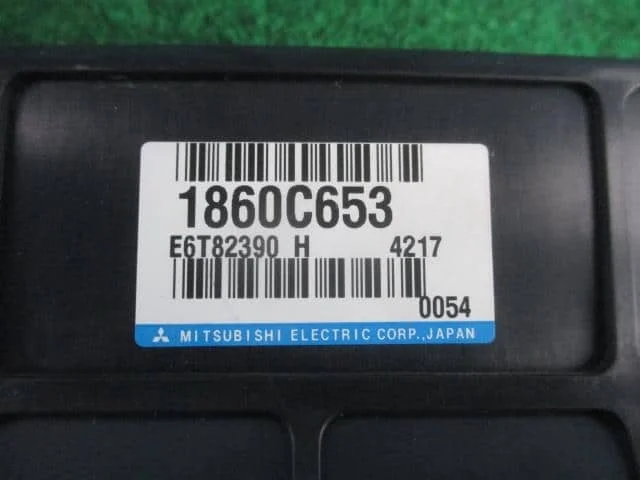 1860C653
E6T82390 H 4217
0054
MITSUBISHI ELECTRIC CORP.,JAPAN